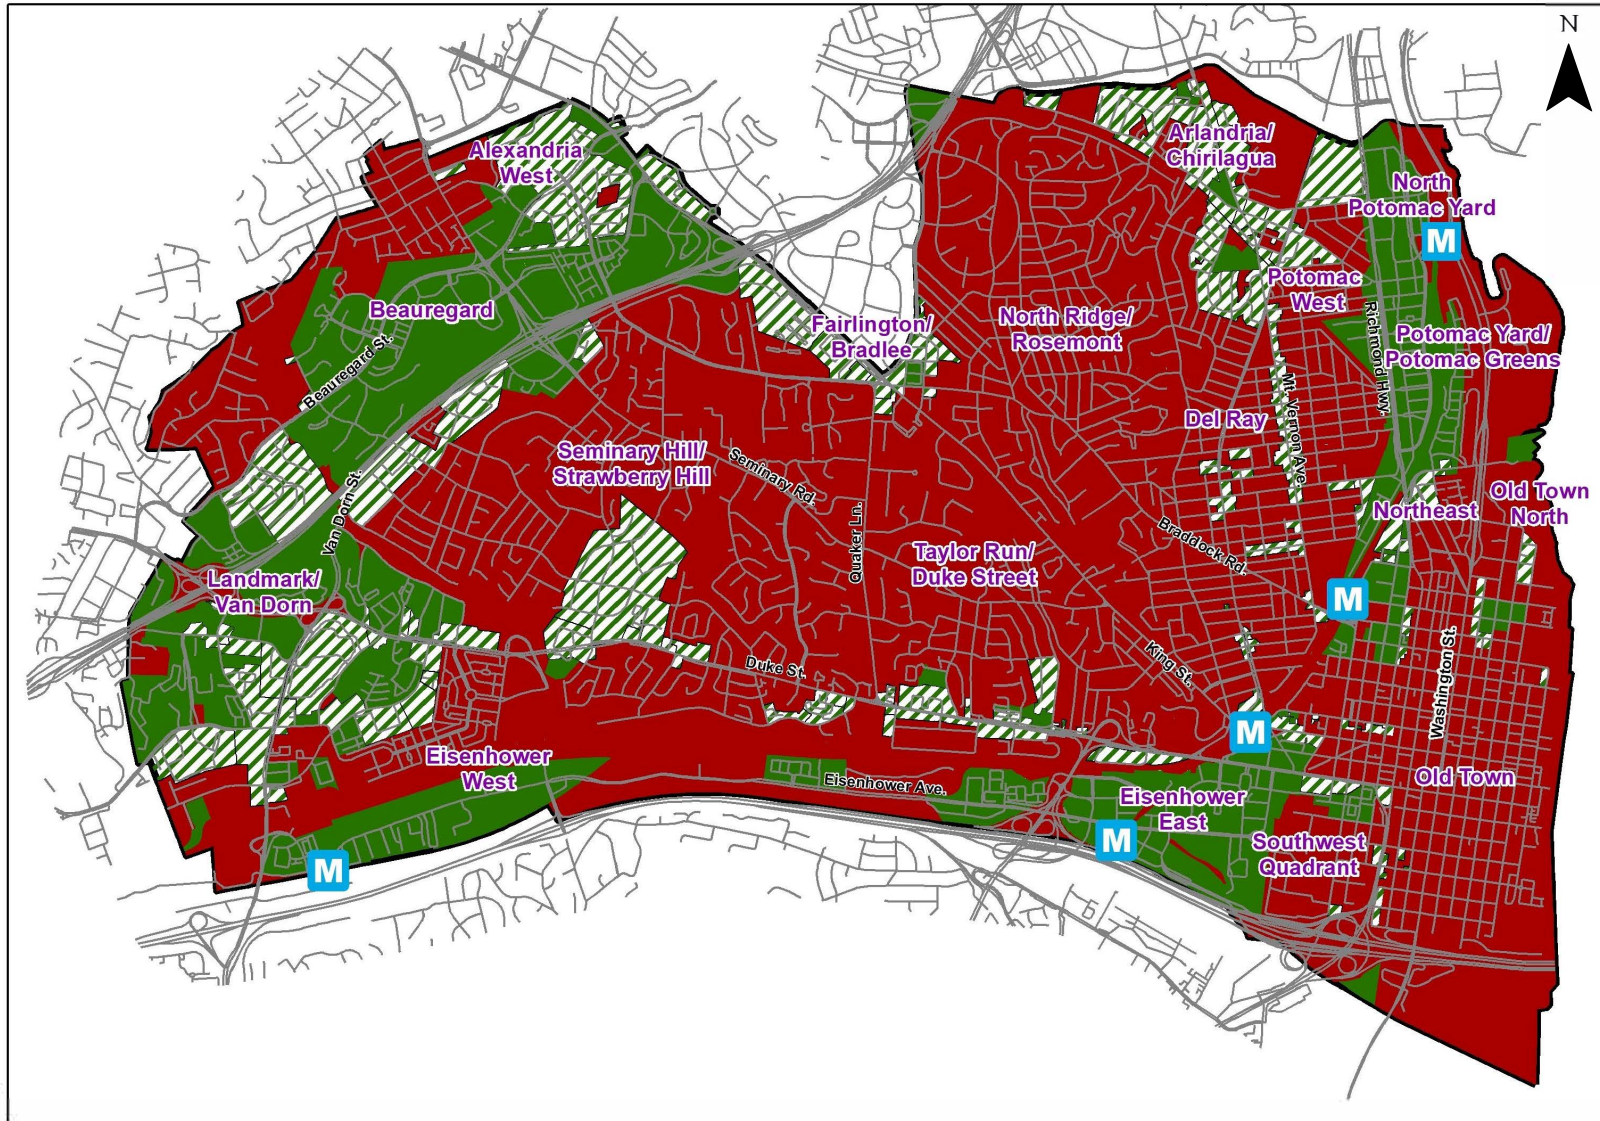 N
Arlandria/
Chirilagua
Alexandria
West
North
Potomac Yard
M
Potomac
West
Beauregard
Fairlington/
Bradlee
North Ridge/
Rosemont
Richmond Hwy.
Potomac Yard/
Potomac Greens
Beauregard St.
Mt. Vernon Ave.
Del Ray
Seminary Hill/
Strawberry Hill
Seminary Rd.
Van Dorn St.
Quaker Ln.
Northeast
Old Town
North
Braddock Rd.
Taylor Run/
Duke Street
Landmark/
Van Dorn
M
Duke St.
King St.
Washington St.
M
Eisenhower
West
Eisenhower Ave.
Old Town
Eisenhower
East
M
Southwest
Quadrant
M